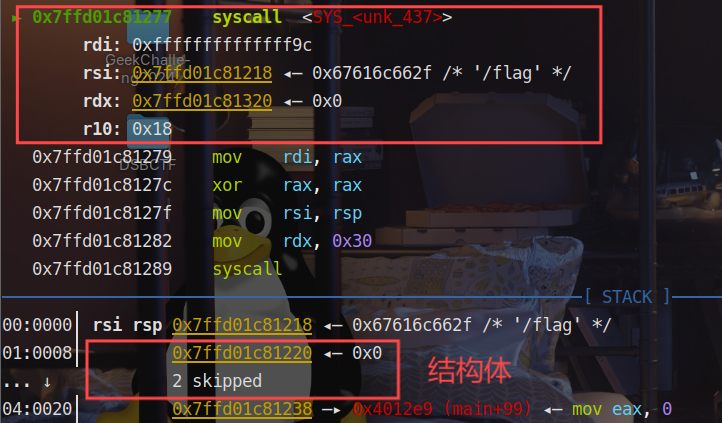 ► 0x7ffd01c81277 syscall <SYS_<unk_437>>
rdi: 0xffffffffffffff9c
GeekChalle-
rsi: 0x7ffd01c81218 ◂— 0x67616c662f /* '/flag' */
rdx: 0x7ffd01c81320 ◂— 0x0
r10: 0x18
0x7ffd01c81279 mov rdi, rax
DSBCTF
0x7ffd01c8127c xor rax, rax
0x7ffd01c8127f mov rsi, rsp
0x7ffd01c81282 mov rdx, 0x30
0x7ffd01c81289 syscall
[ STACK ]
00:0000│ rsi rsp 0x7ffd01c81218 ◂— 0x67616c662f /* '/flag' */
01:0008│ 0x7ffd01c81220 ◂— 0x0
... ↓ 2 skipped
结构体
04:0020│ 0x7ffd01c81238 —▸ 0x4012e9 (main+99) ◂— mov eax, 0